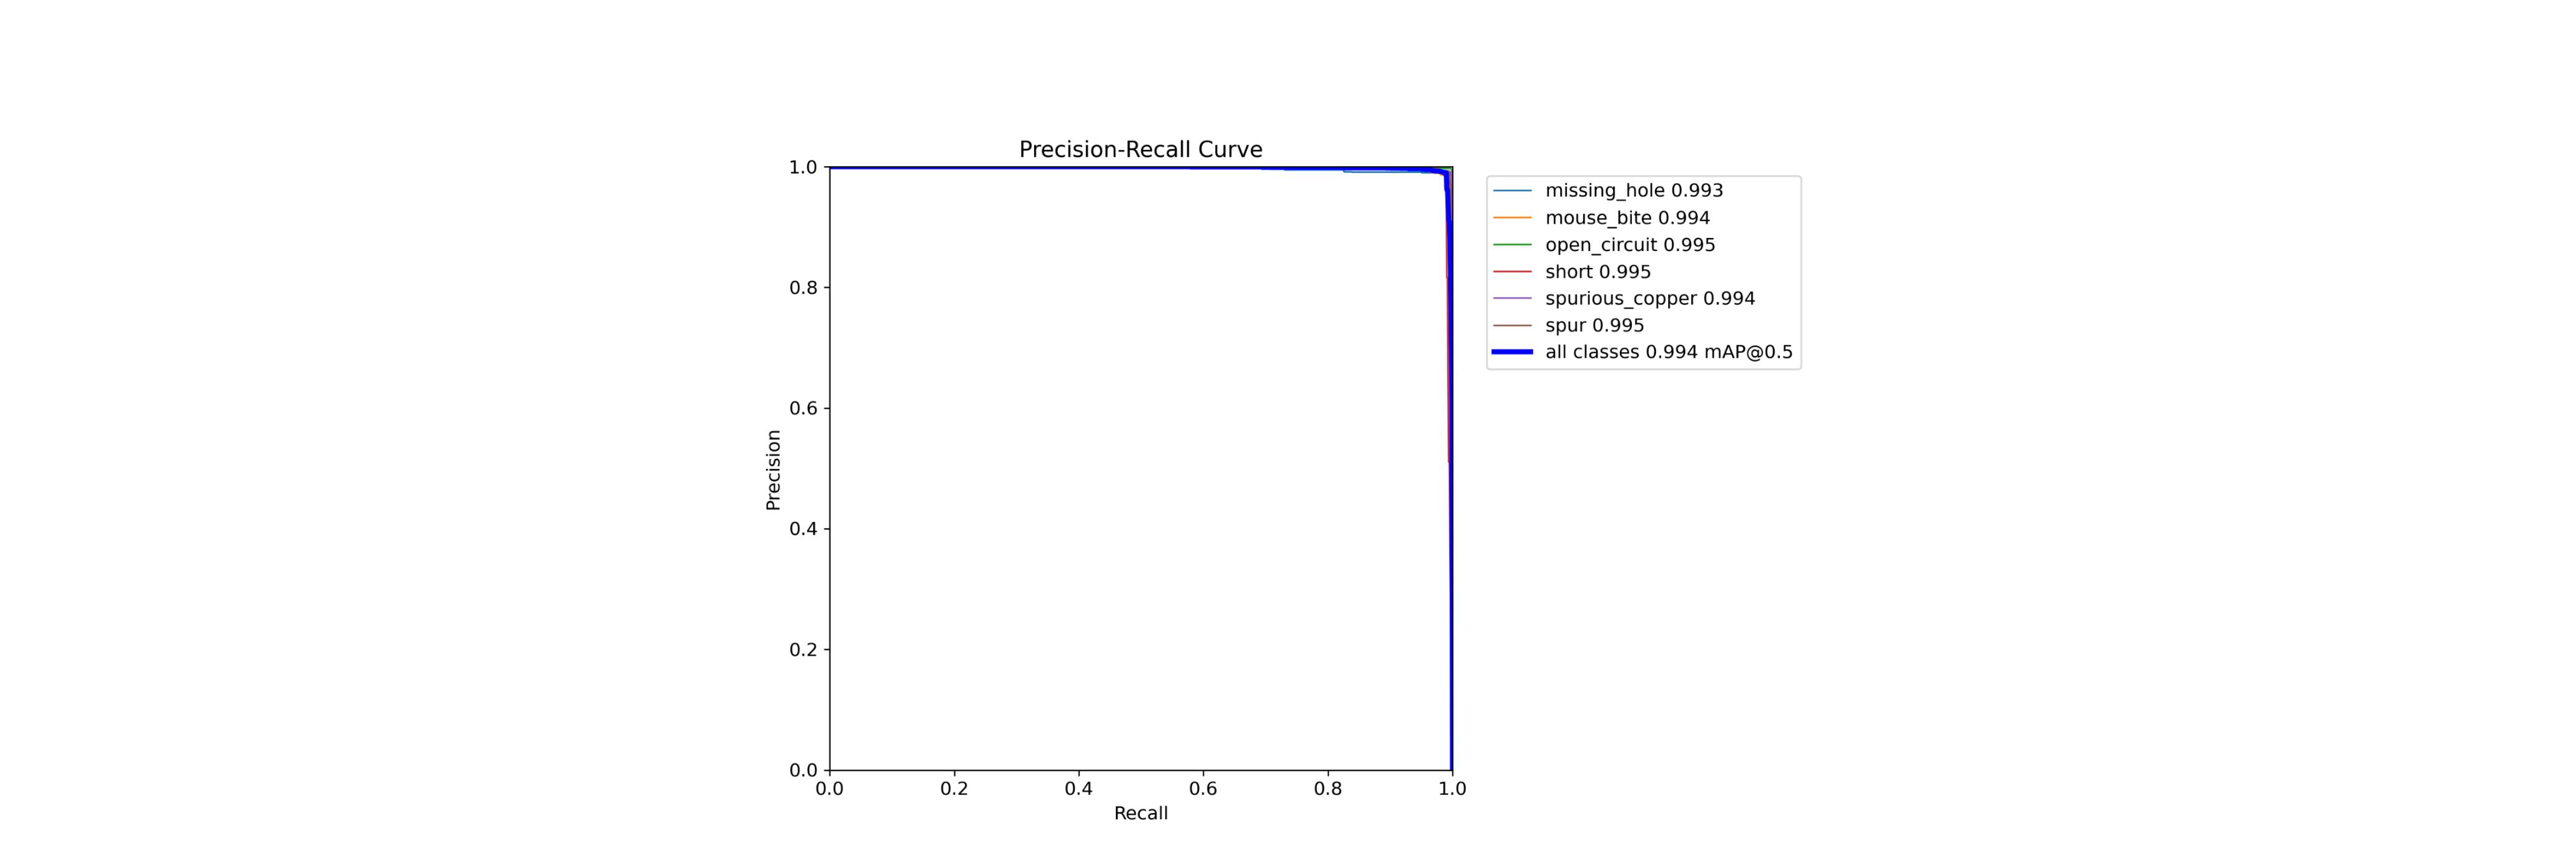 Precision-Recall Curve
1.0
0.8
0.6
0.4
0.2
0.0
Precision
0.0 0.2 0.4 0.6 0.8 1.0
Recall
missing_hole 0.993
mouse_bite 0.994
open_circuit 0.995
short 0.995
spurious_copper 0.994
spur 0.995
all classes 0.994 mAP@0.5